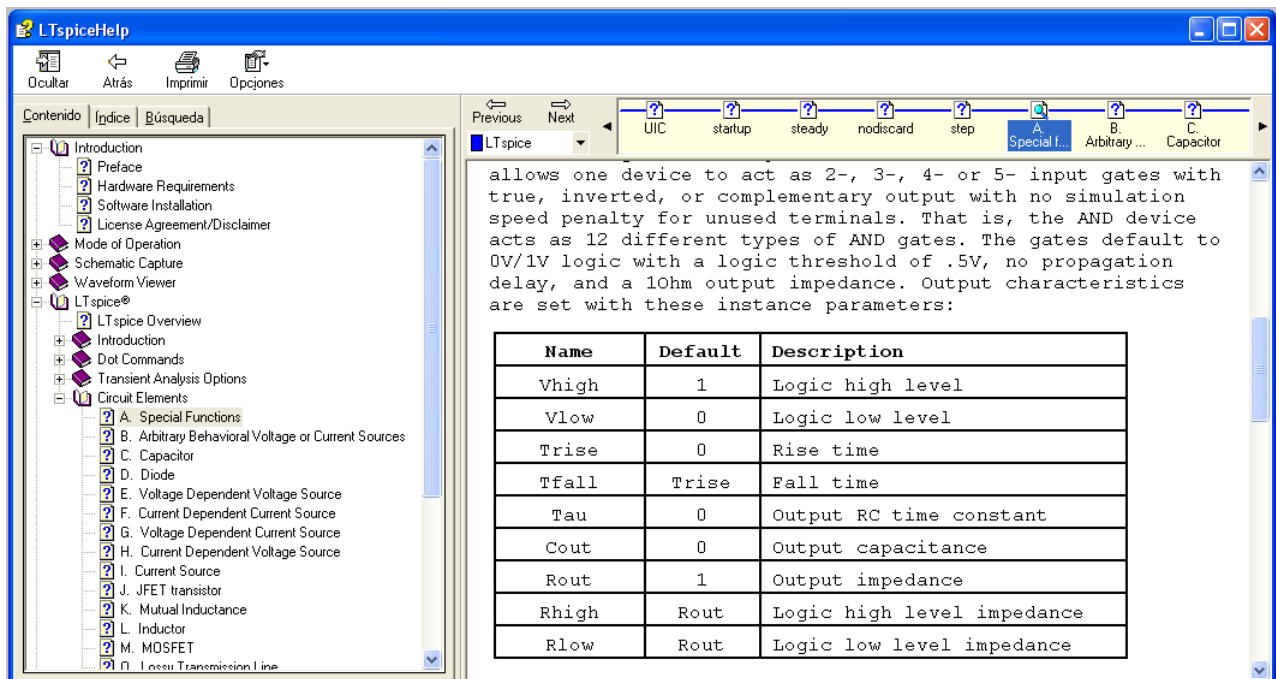 LTspiceHelp
Ocultar Atrás Imprimir Opciones
Contenido Índice Búsqueda
Introduction
Preface
Hardware Requirements
Software Installation
License Agreement/Disclaimer
Mode of Operation
Schematic Capture
Waveform Viewer
LTspice®
LTspice Overview
Introduction
Dot Commands
Transient Analysis Options
Circuit Elements
A. Special Functions
B. Arbitrary Behavioral Voltage or Current Sources
C. Capacitor
D. Diode
E. Voltage Dependent Voltage Source
F. Current Dependent Current Source
G. Voltage Dependent Current Source
H. Current Dependent Voltage Source
I. Current Source
J. JFET transistor
K. Mutual Inductance
L. Inductor
M. MOSFET
O. Lossy Transmission Line
Previous Next
LTspice
UIC startup steady nodiscard step A. Special f... B. Arbitrary ... C. Capacitor
allows one device to act as 2-, 3-, 4- or 5- input gates with
true, inverted, or complementary output with no simulation
speed penalty for unused terminals. That is, the AND device
acts as 12 different types of AND gates. The gates default to
0V/1V logic with a logic threshold of .5V, no propagation
delay, and a 1Ohm output impedance. Output characteristics
are set with these instance parameters:
Name Default Description
Vhigh 1 Logic high level
Vlow 0 Logic low level
Trise 0 Rise time
Tfall Trise Fall time
Tau 0 Output RC time constant
Cout 0 Output capacitance
Rout 1 Output impedance
Rhigh Rout Logic high level impedance
Rlow Rout Logic low level impedance